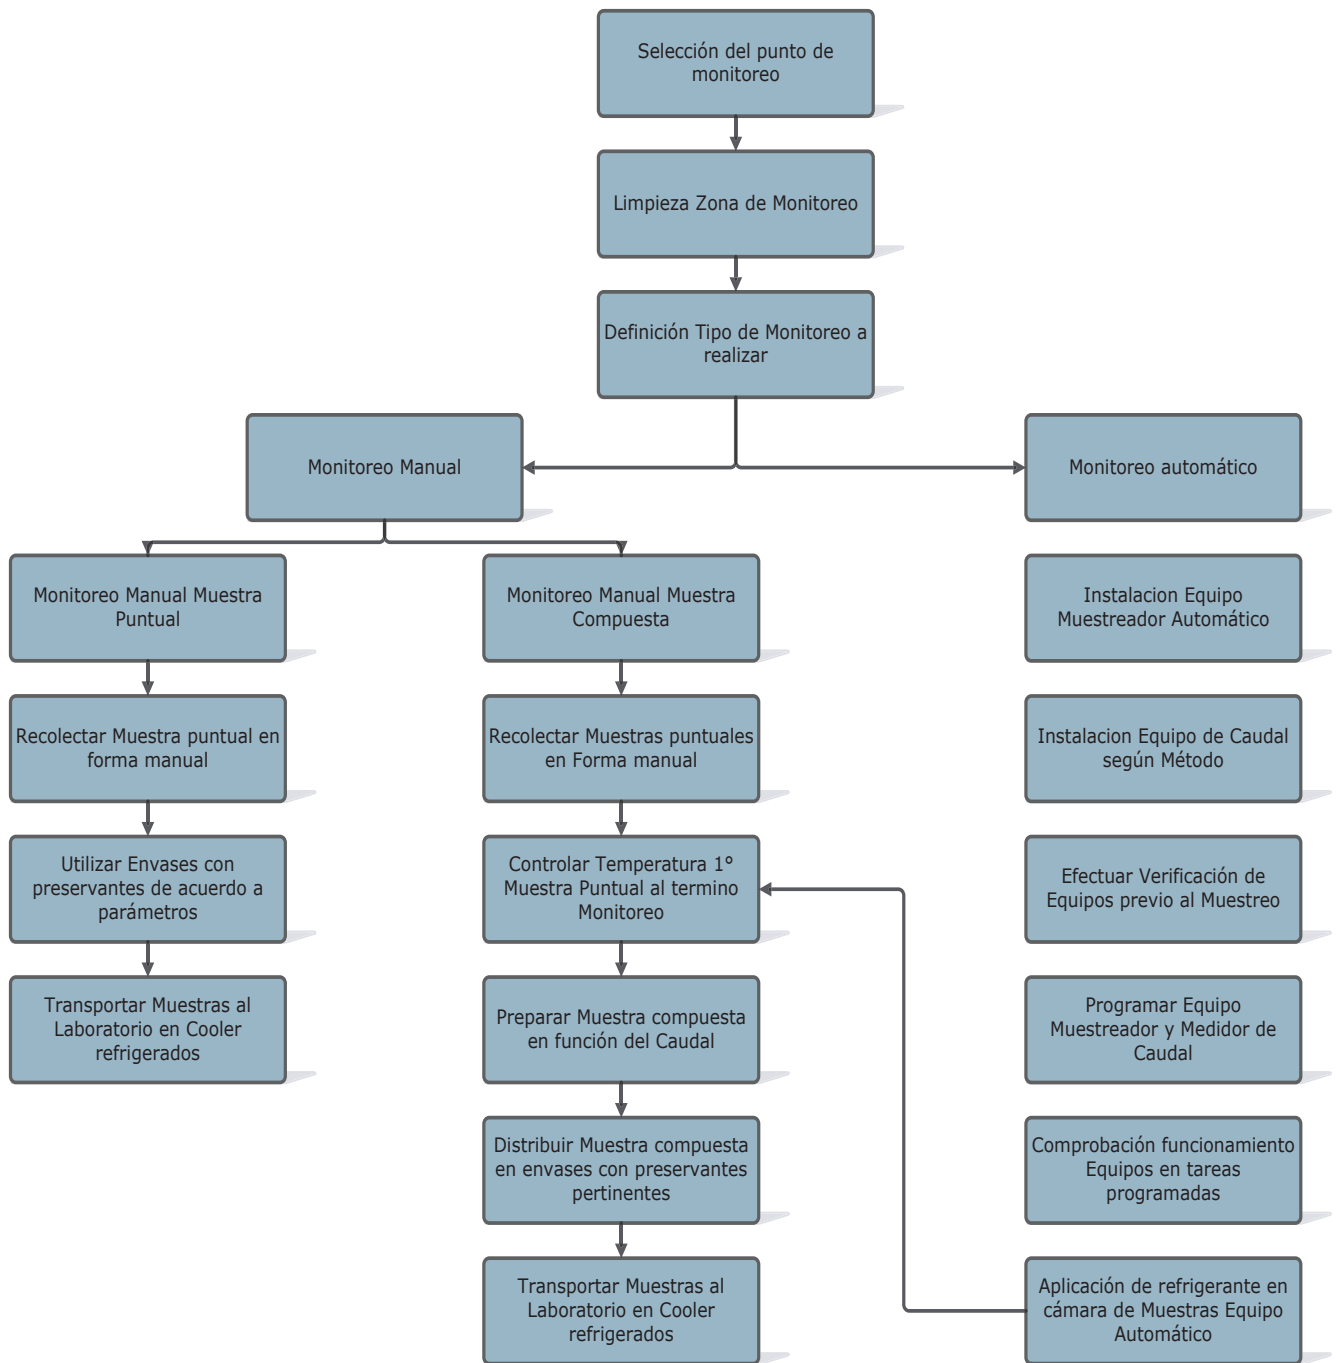 Selección del punto de
monitoreo
Limpieza Zona de Monitoreo
Definición Tipo de Monitoreo a
realizar
Monitoreo Manual
Monitoreo automático
Monitoreo Manual Muestra
Puntual
Recolectar Muestra puntual en
forma manual
Utilizar Envases con
preservantes de acuerdo a
parámetros
Transportar Muestras al
Laboratorio en Cooler
refrigerados
Monitoreo Manual Muestra
Compuesta
Recolectar Muestras puntuales
en Forma manual
Controlar Temperatura 1°
Muestra Puntual al termino
Monitoreo
Preparar Muestra compuesta
en función del Caudal
Distribuir Muestra compuesta
en envases con preservantes
pertinentes
Transportar Muestras al
Laboratorio en Cooler
refrigerados
Instalacion Equipo
Muestreador Automático
Instalacion Equipo de Caudal
según Método
Efectuar Verificación de
Equipos previo al Muestreo
Programar Equipo
Muestreador y Medidor de
Caudal
Comprobación funcionamiento
Equipos en tareas
programadas
Aplicación de refrigerante en
cámara de Muestras Equipo
Automático